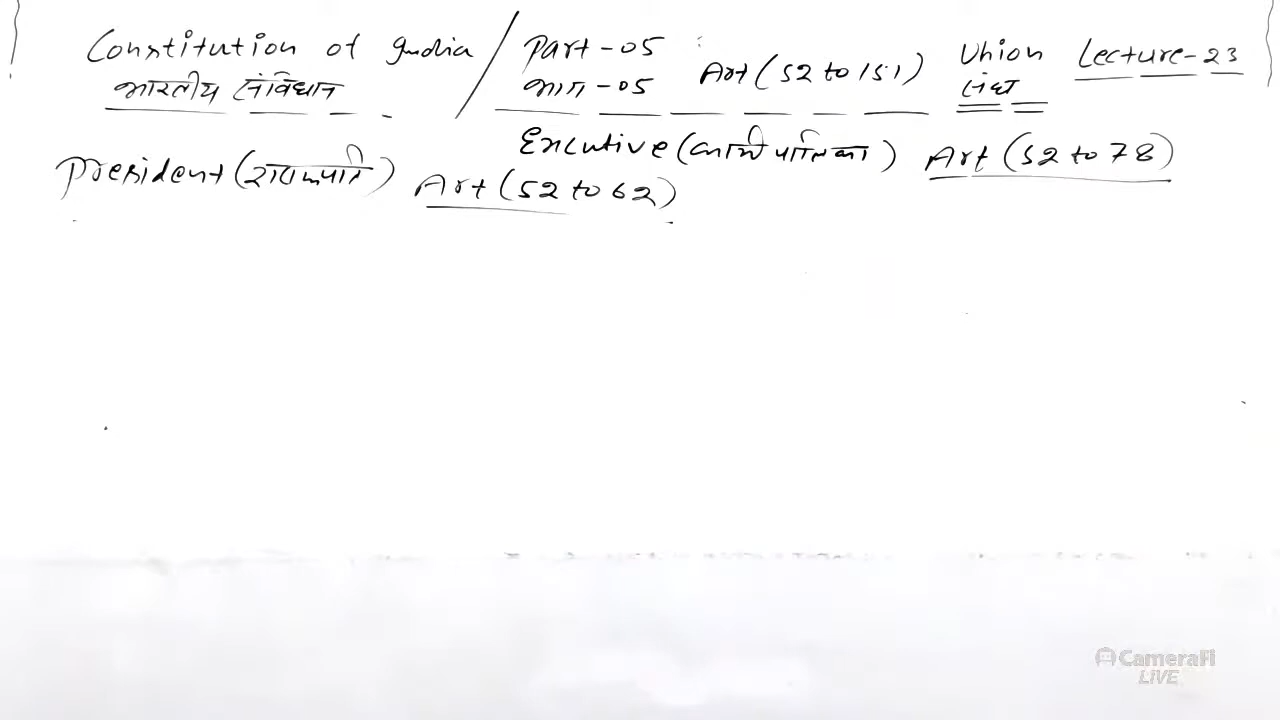 Constitution of India / Part-05 Art (52 to 151) Union Lecture-23
भारतीय संविधान / भाग-05 संघ
Executive (कार्यपालिका) Art (52 to 78)
President (राष्ट्रपति) Art (52 to 62)
CameraFi
LIVE